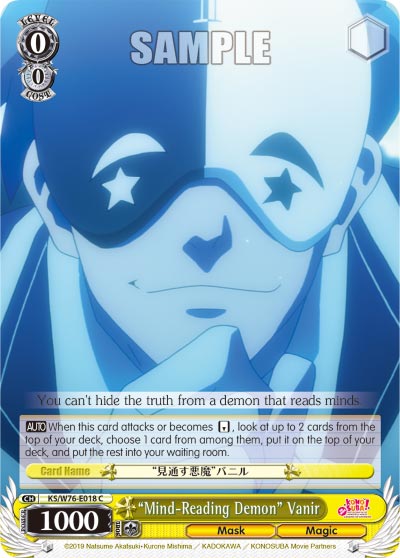 LEVEL
0
0
COST
SAMPLE
You can't hide the truth from a demon that reads minds.
AUTO When this card attacks or becomes [ ], look at up to 2 cards from the
top of your deck, choose 1 card from among them, put it on the top of your
deck, and put the rest into your waiting room.
Card Name "見通す悪魔"バニル
CH KS/W76-E018 C
"Mind-Reading Demon" Vanir
POWER 1000 SOUL
Mask Magic
KONO SUBA!
©2019 Natsume Akatsuki・Kurone Mishima / KADOKAWA / KONOSUBA Movie Partners